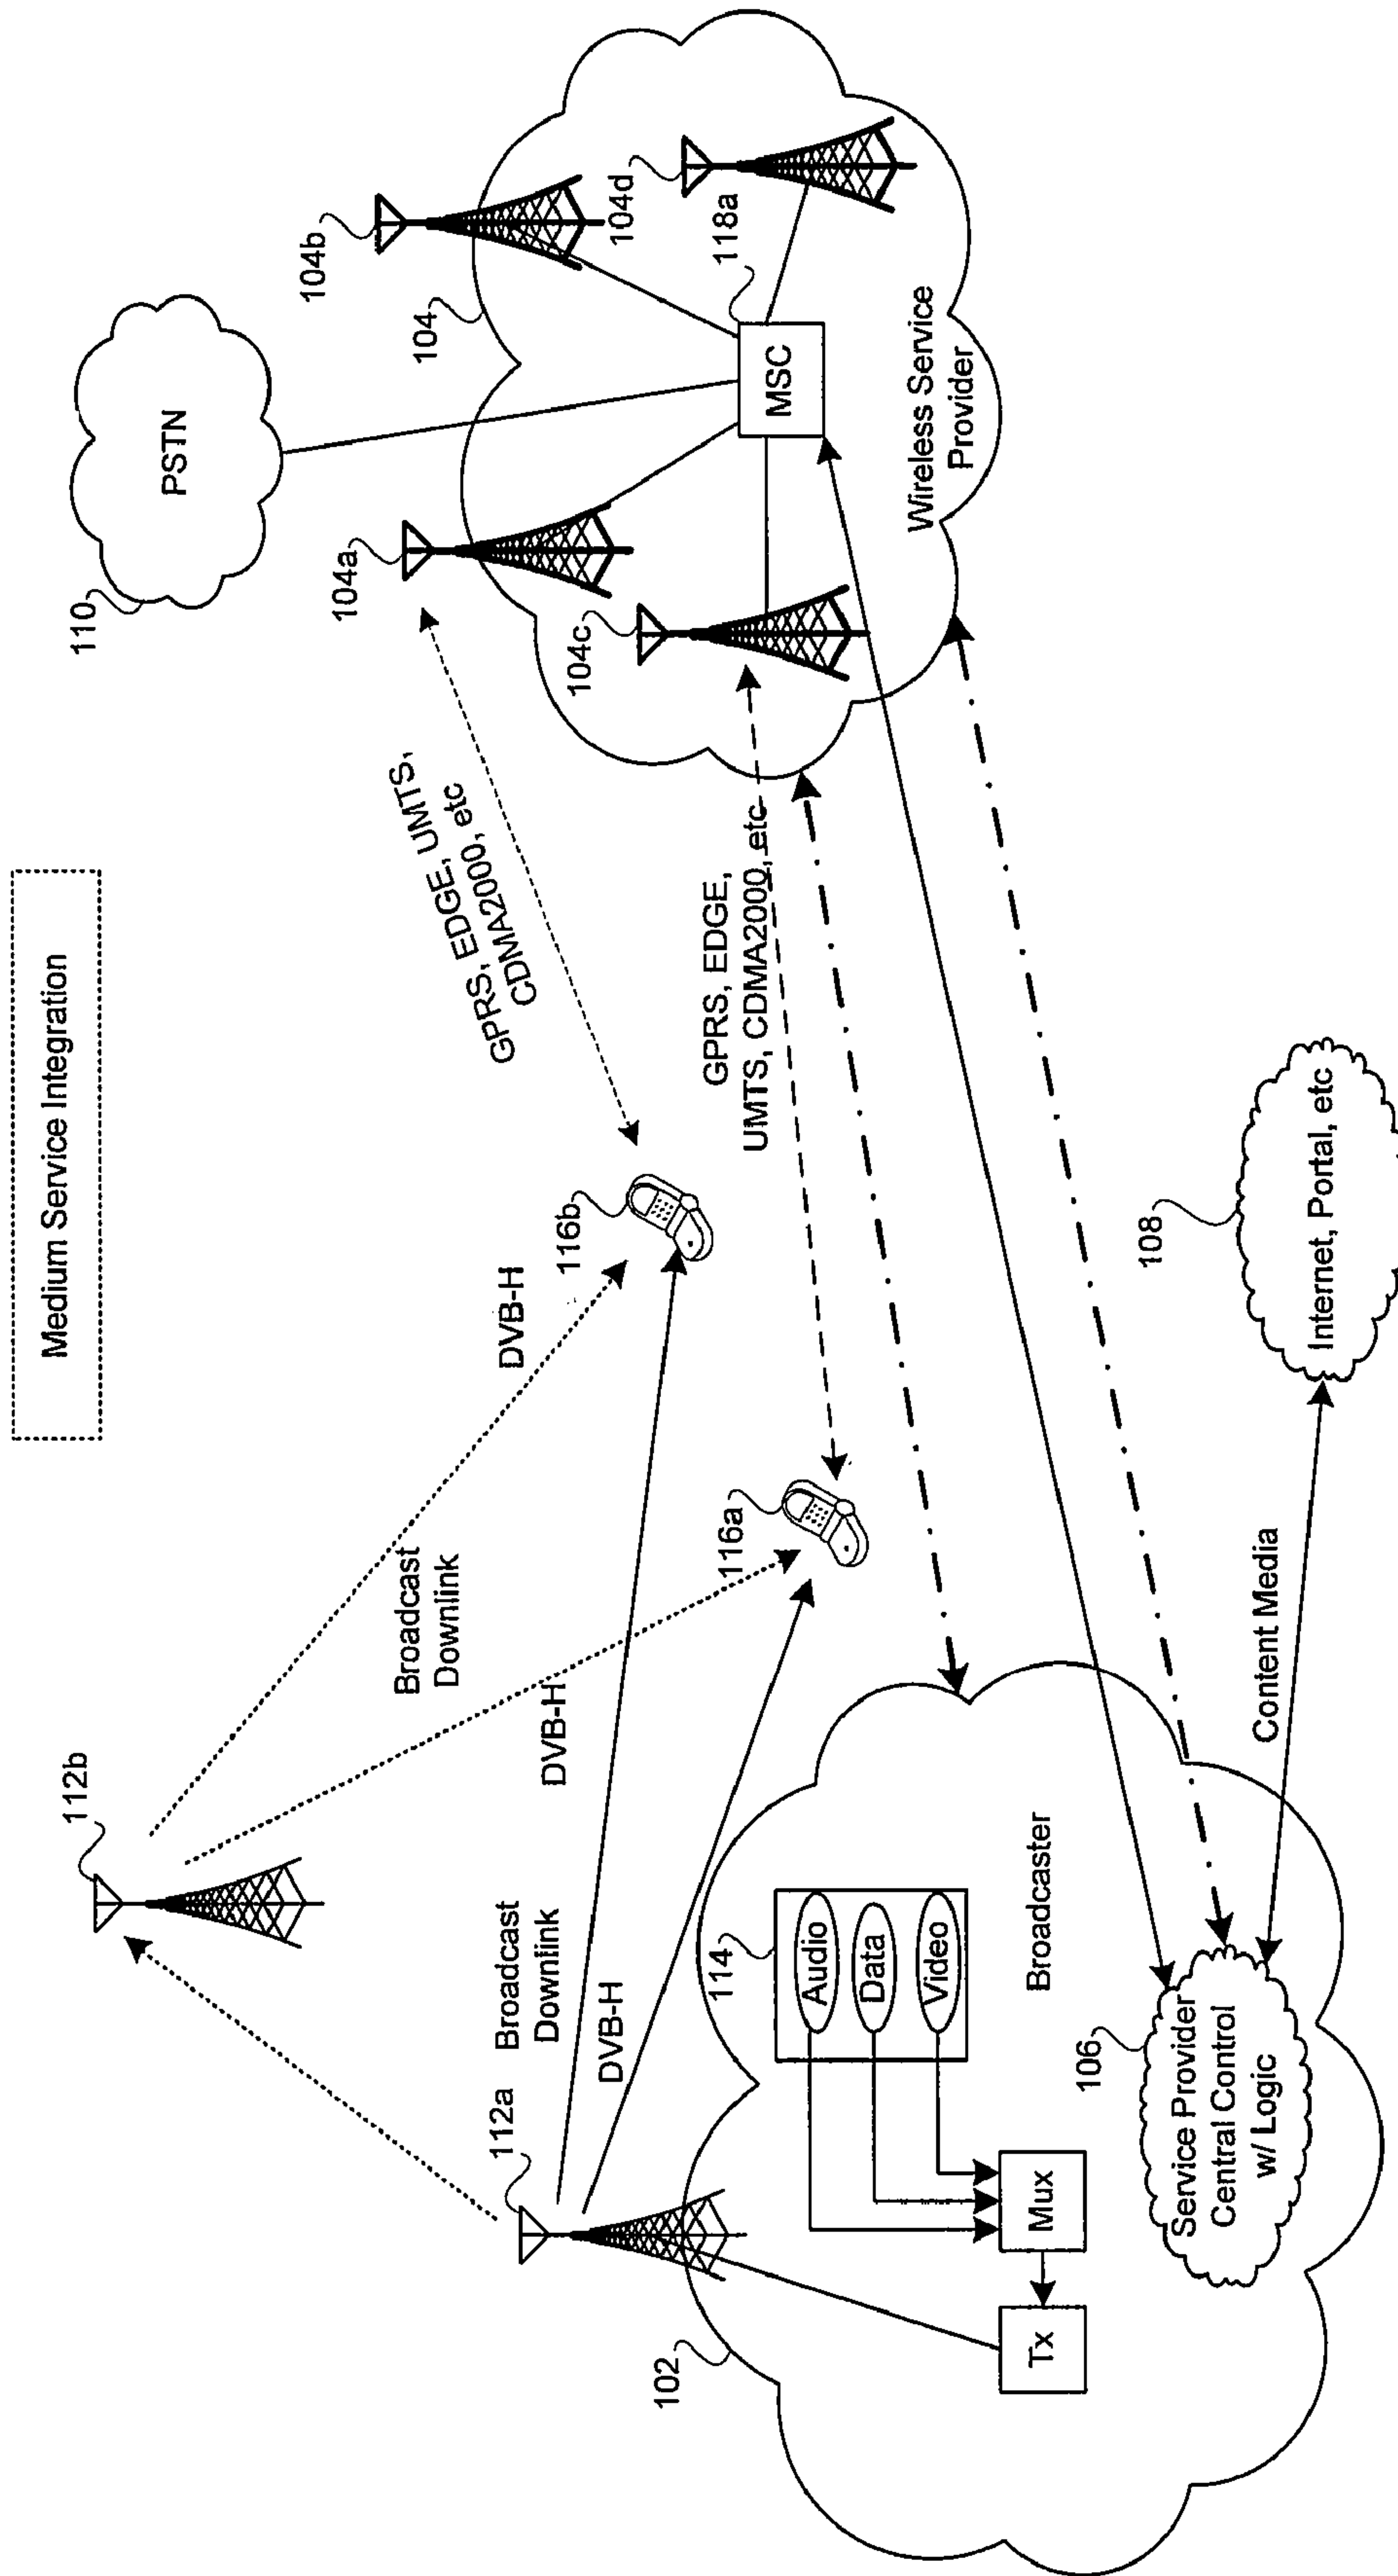 Medium Service Integration
112b
110
PSTN
104b
104a
104
104d
104c
118a
MSC
Wireless Service
Provider
GPRS, EDGE, UMTS,
CDMA2000, etc
GPRS, EDGE,
UMTS, CDMA2000, etc
Broadcast
Downlink
DVB-H
116b
DVB-H
116a
112a
Broadcast
Downlink
DVB-H
102
114
Audio
Data
Video
Tx
Mux
Broadcaster
106
Service Provider
Central Control
w/ Logic
Content Media
108
Internet, Portal, etc